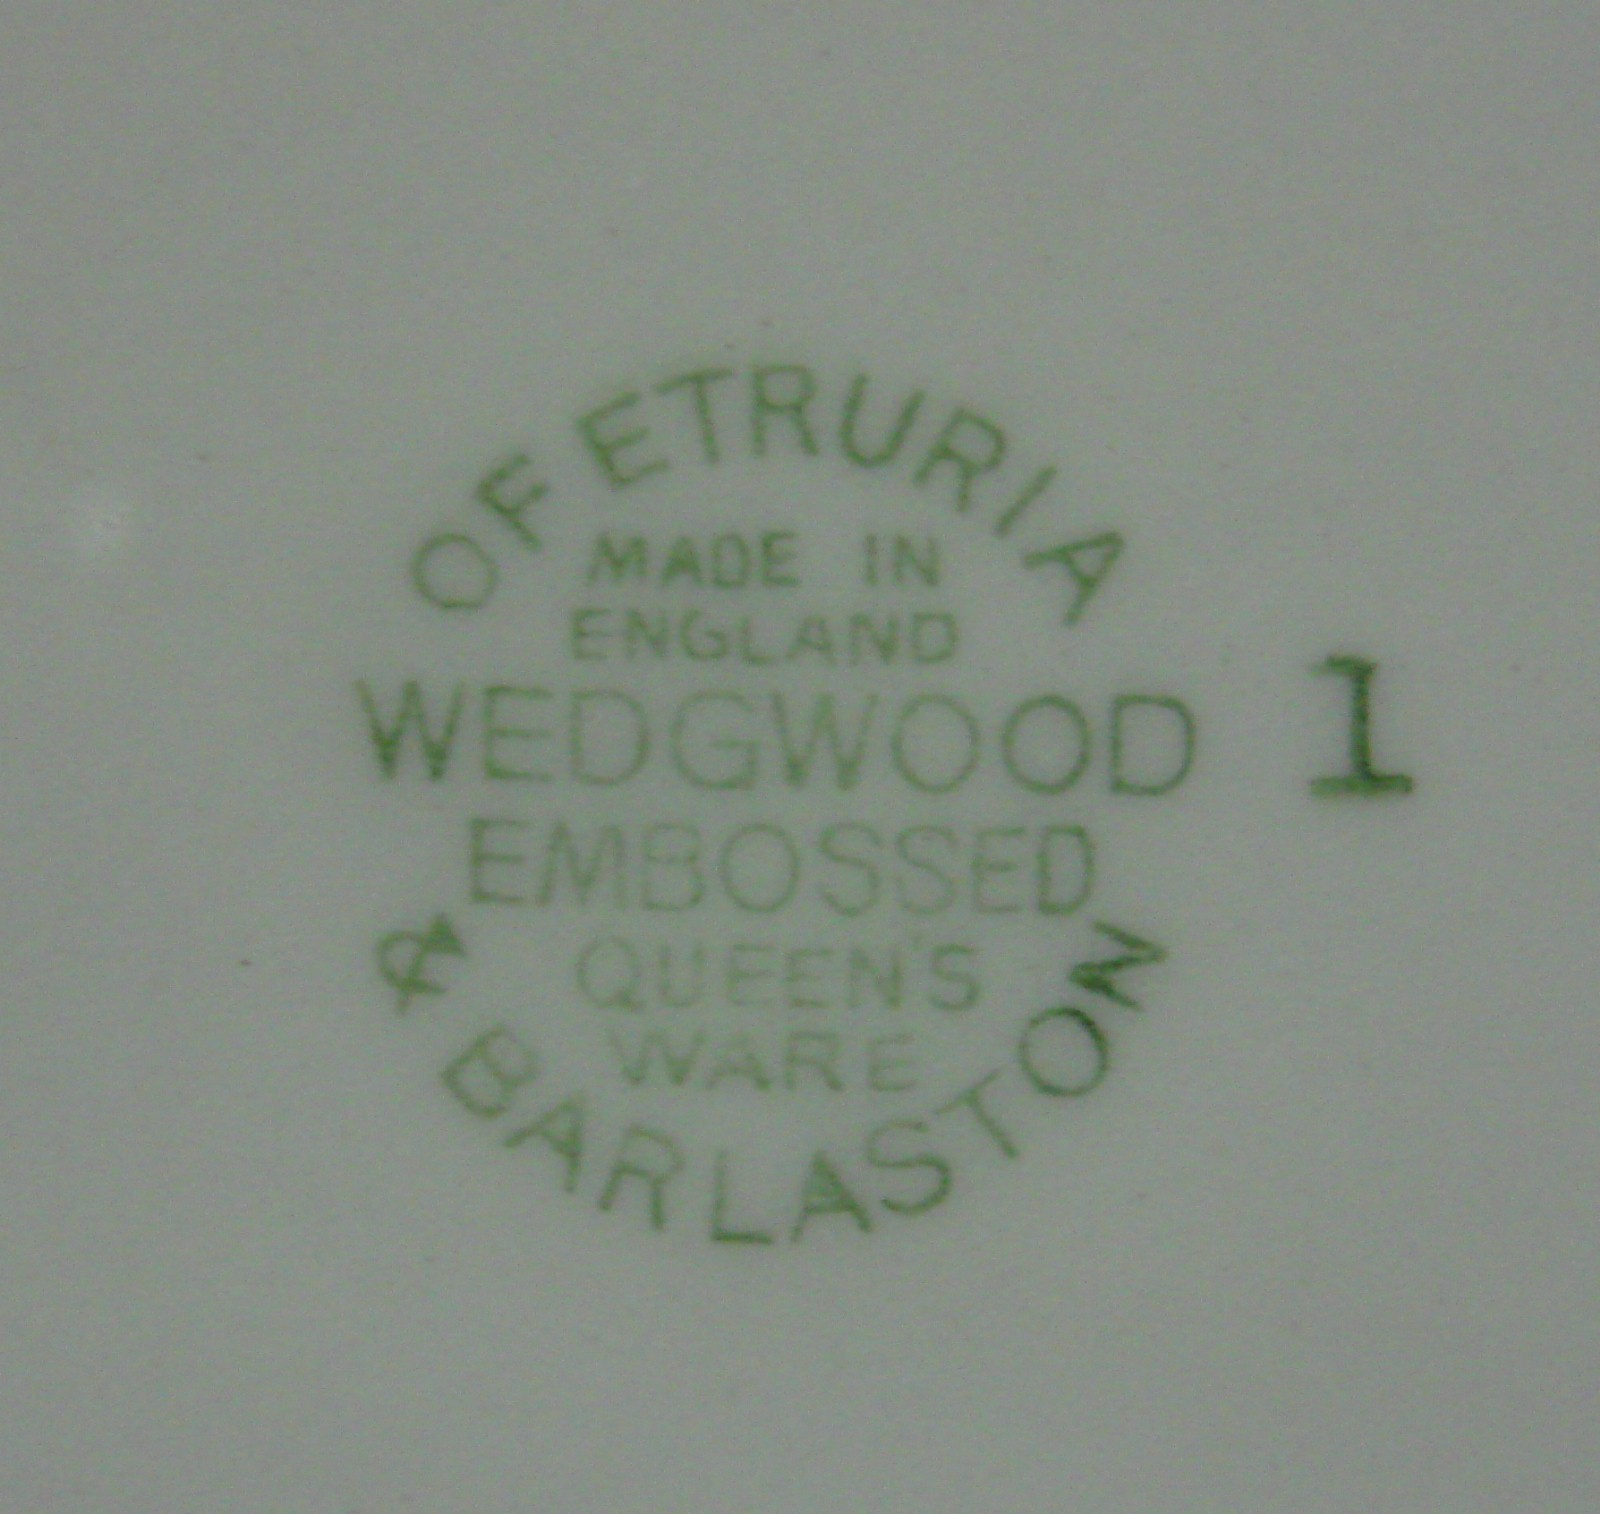 OF ETRURIA
MADE IN
ENGLAND
WEDGWOOD 1
EMBOSSED
QUEEN'S
WARE
& BARLASTON